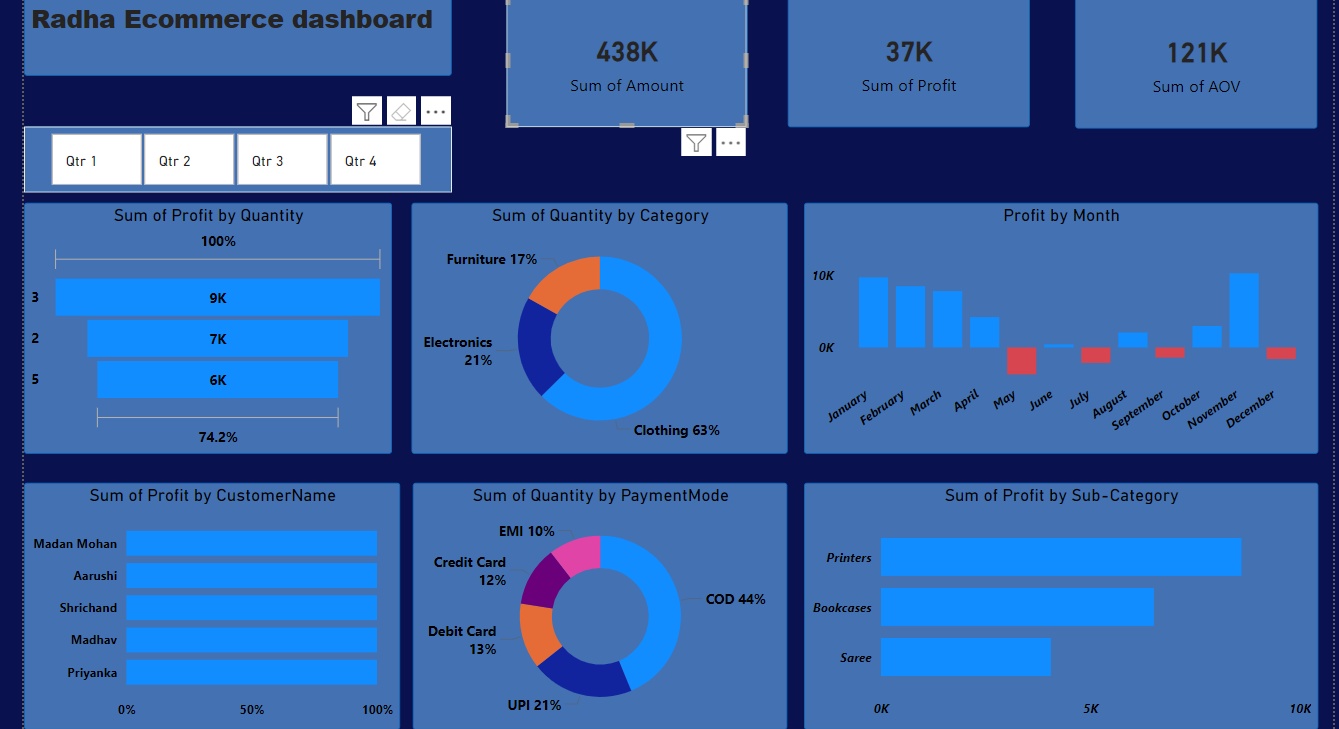 Radha Ecommerce dashboard
438K
Sum of Amount
37K
Sum of Profit
121K
Sum of AOV
Qtr 1
Qtr 2
Qtr 3
Qtr 4
Sum of Profit by Quantity
100%
3
9K
2
7K
5
6K
74.2%
Sum of Quantity by Category
Furniture 17%
Electronics
21%
Clothing 63%
Profit by Month
10K
0K
January
February
March
April
May
June
July
August
September
October
November
December
Sum of Profit by CustomerName
Madan Mohan
Aarushi
Shrichand
Madhav
Priyanka
0%
50%
100%
Sum of Quantity by PaymentMode
EMI 10%
Credit Card
12%
COD 44%
Debit Card
13%
UPI 21%
Sum of Profit by Sub-Category
Printers
Bookcases
Saree
0K
5K
10K